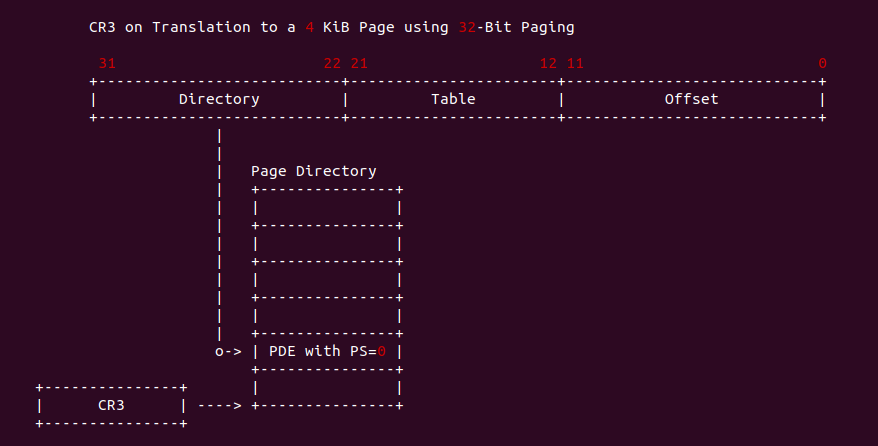 CR3 on Translation to a 4 KiB Page using 32-Bit Paging
31 22 21 12 11 0
Directory Table Offset
Page Directory
o-> | PDE with PS=0 |
CR3 ---->